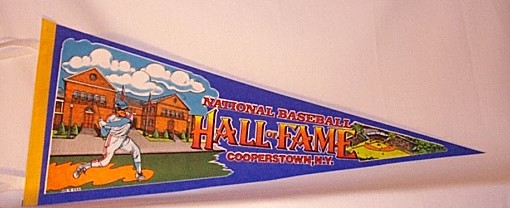 NATIONAL BASEBALL
HALL OF FAME
COOPERSTOWN, N.Y.